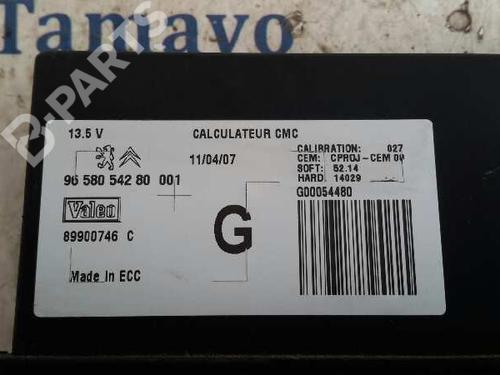 Tamavo
B-PARTS
13.5 V
CALCULATEUR CMC
11/04/07
96 580 542 80 001
Valeo
89900746 C
Made in ECC
G
CALIBRATION: 027
CEM: CPROJ-CEM 00
SOFT: 52.14
HARD: 14029
G00054480